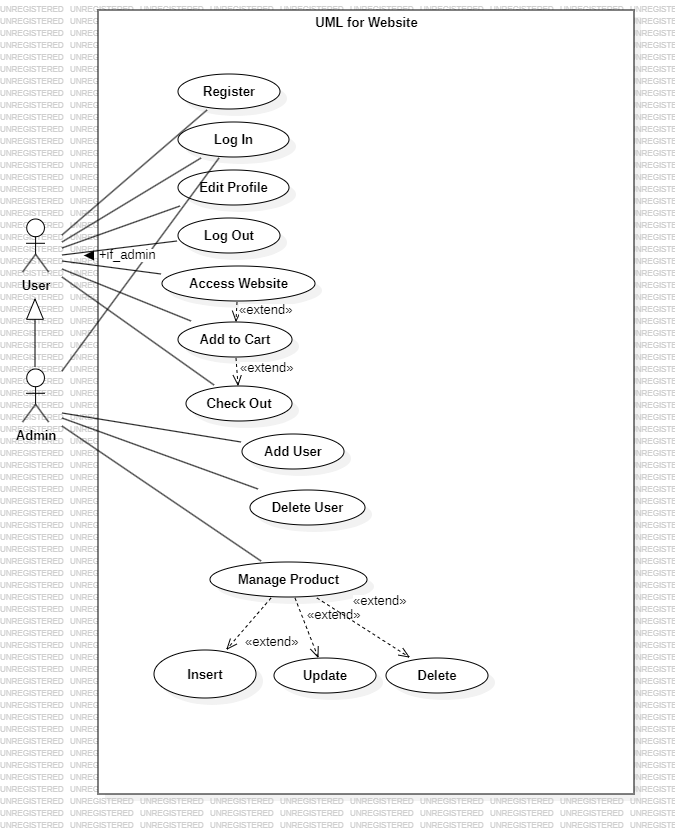 UML for Website
Register
Log In
Edit Profile
Log Out
+if_admin
Access Website
User
«extend»
Add to Cart
«extend»
Check Out
Admin
Add User
Delete User
Manage Product
«extend»
«extend»
«extend»
Insert
Update
Delete
UNREGISTERED